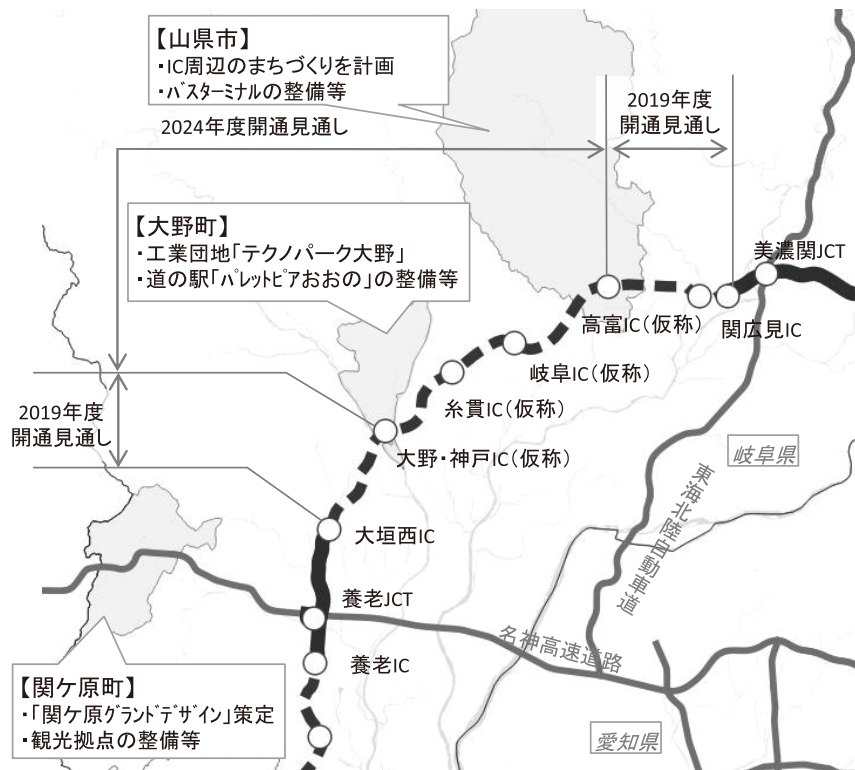 【山県市】
・IC周辺のまちづくりを計画
・ﾊﾞｽﾀｰﾐﾅﾙの整備等
2024年度開通見通し
2019年度
開通見通し
【大野町】
・工業団地「テクノパーク大野」
・道の駅「ﾊﾟﾚｯﾄﾋﾟｱおおの」の整備等
美濃関JCT
高富IC（仮称）
関広見IC
岐阜IC（仮称）
糸貫IC（仮称）
2019年度
開通見通し
大野・神戸IC（仮称）
岐阜県
東海北陸自動車道
大垣西IC
養老JCT
名神高速道路
養老IC
【関ケ原町】
・「関ケ原ｸﾞﾗﾝﾄﾞﾃﾞｻﾞｲﾝ」策定
・観光拠点の整備等
愛知県